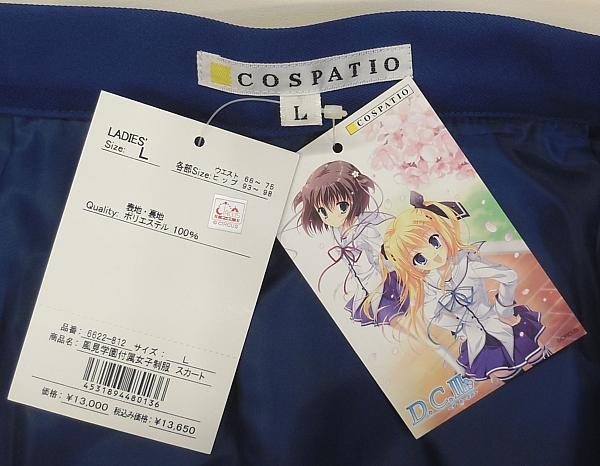 COSPATIO
L
LADIES'
Size: L
各部Size: ウエスト 66～ 76
ヒップ 93～ 98
表地・裏地
Quality: ポリエステル 100%
© CIRCUS
品番: 6622-812 サイズ: L
商品名: 風見学園付属女子制服 スカート
4531894480136
価格: ¥13,000 税込み価格: ¥13,650
COSPATIO
D.C.II P.S.